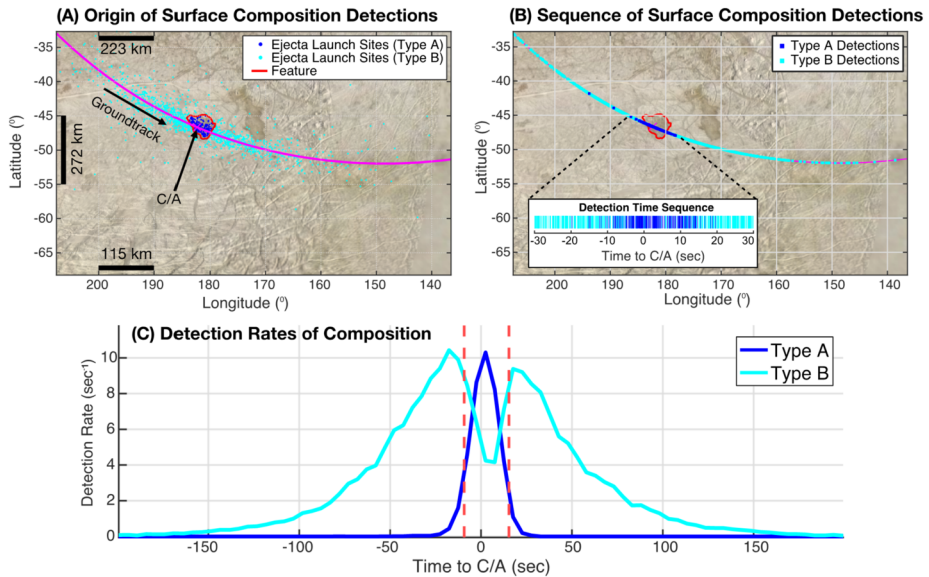 (A) Origin of Surface Composition Detections
223 km
Ejecta Launch Sites (Type A)
Ejecta Launch Sites (Type B)
Feature
Groundtrack
C/A
272 km
115 km
-35
-40
-45
-50
-55
-60
-65
Latitude (⁰)
200 190 180 170 160 150 140
Longitude (⁰)
(B) Sequence of Surface Composition Detections
Type A Detections
Type B Detections
Detection Time Sequence
-30 -20 -10 0 10 20 30
Time to C/A (sec)
-35
-40
-45
-50
-55
-60
-65
Latitude (⁰)
200 190 180 170 160 150 140
Longitude (⁰)
(C) Detection Rates of Composition
Type A
Type B
10
8
6
4
2
0
Detection Rate (sec⁻¹)
-150 -100 -50 0 50 100 150
Time to C/A (sec)